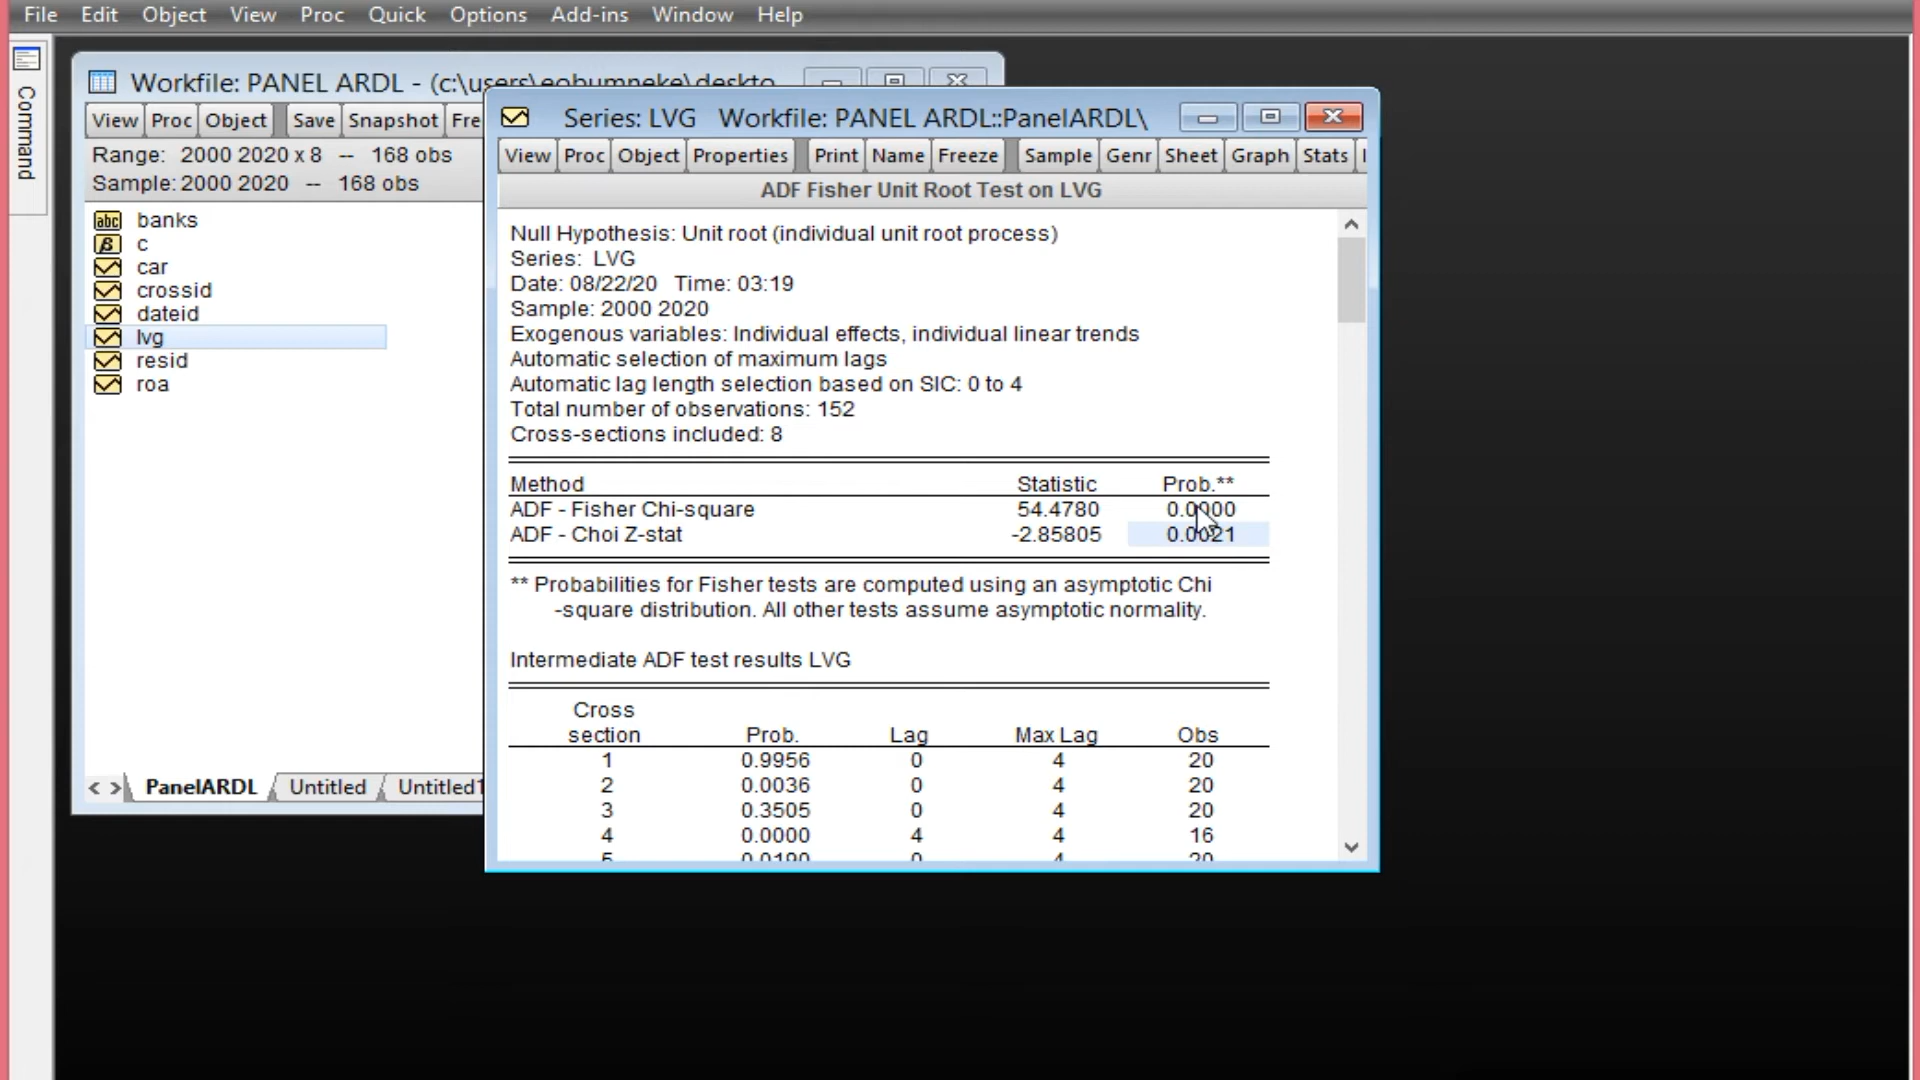 File Edit Object View Proc Quick Options Add-ins Window Help
Command
Workfile: PANEL ARDL - (c:\users\eobumneke\deskto
View Proc Object Save Snapshot Fre
Range: 2000 2020 x 8 -- 168 obs
Sample: 2000 2020 -- 168 obs
abc banks
β c
car
crossid
dateid
lvg
resid
roa
< > PanelARDL Untitled Untitled1
Series: LVG Workfile: PANEL ARDL::PanelARDL\
View Proc Object Properties Print Name Freeze Sample Genr Sheet Graph Stats
ADF Fisher Unit Root Test on LVG
Null Hypothesis: Unit root (individual unit root process)
Series: LVG
Date: 08/22/20 Time: 03:19
Sample: 2000 2020
Exogenous variables: Individual effects, individual linear trends
Automatic selection of maximum lags
Automatic lag length selection based on SIC: 0 to 4
Total number of observations: 152
Cross-sections included: 8
Method Statistic Prob.**
ADF - Fisher Chi-square 54.4780 0.0000
ADF - Choi Z-stat -2.85805 0.0021
** Probabilities for Fisher tests are computed using an asymptotic Chi
-square distribution. All other tests assume asymptotic normality.
Intermediate ADF test results LVG
Cross
section Prob. Lag Max Lag Obs
1 0.9956 0 4 20
2 0.0036 0 4 20
3 0.3505 0 4 20
4 0.0000 4 4 16
5 0.0190 0 4 20